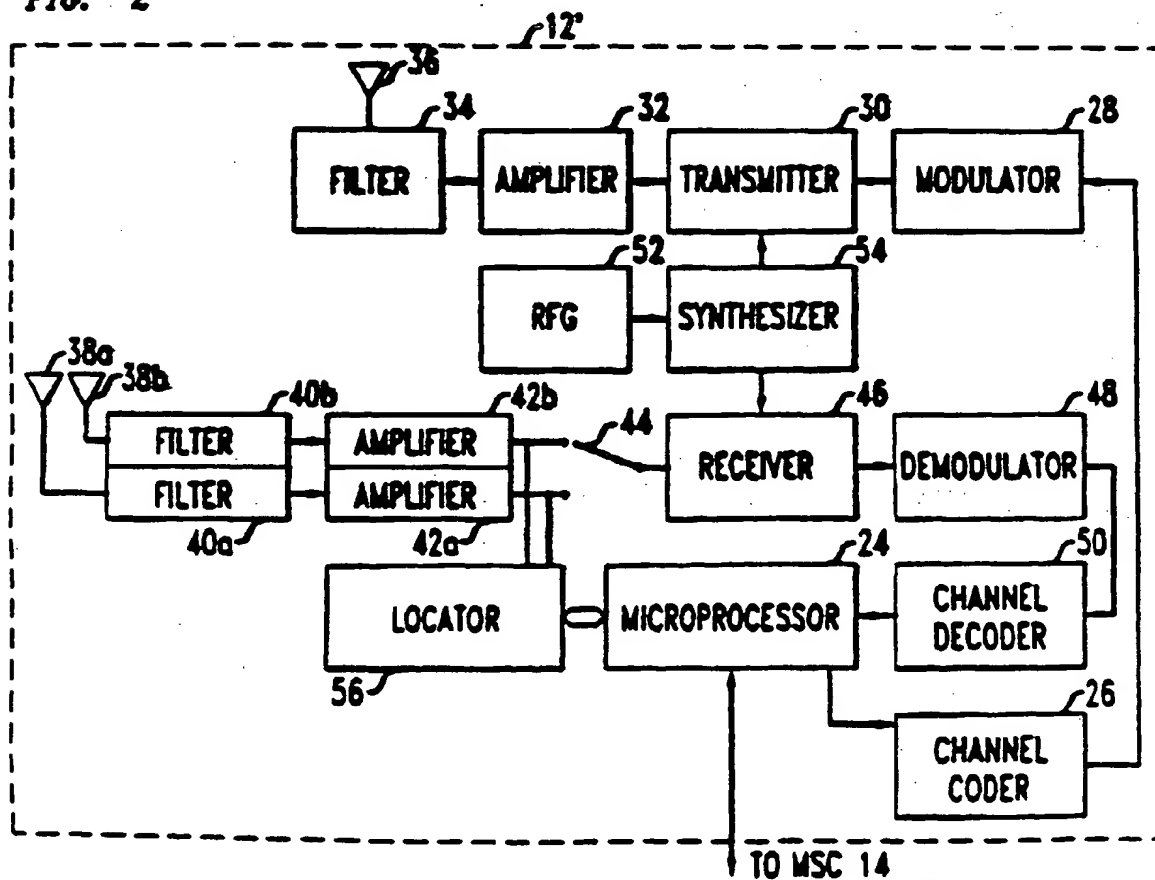 FIG. 2
12'
36
34
32
30
28
FILTER
AMPLIFIER
TRANSMITTER
MODULATOR
52
54
RFG
SYNTHESIZER
38a
38b
40b
42b
44
46
48
FILTER
AMPLIFIER
RECEIVER
DEMODULATOR
FILTER
AMPLIFIER
40a
42a
24
50
LOCATOR
MICROPROCESSOR
CHANNEL
DECODER
56
26
CHANNEL
CODER
TO MSC 14